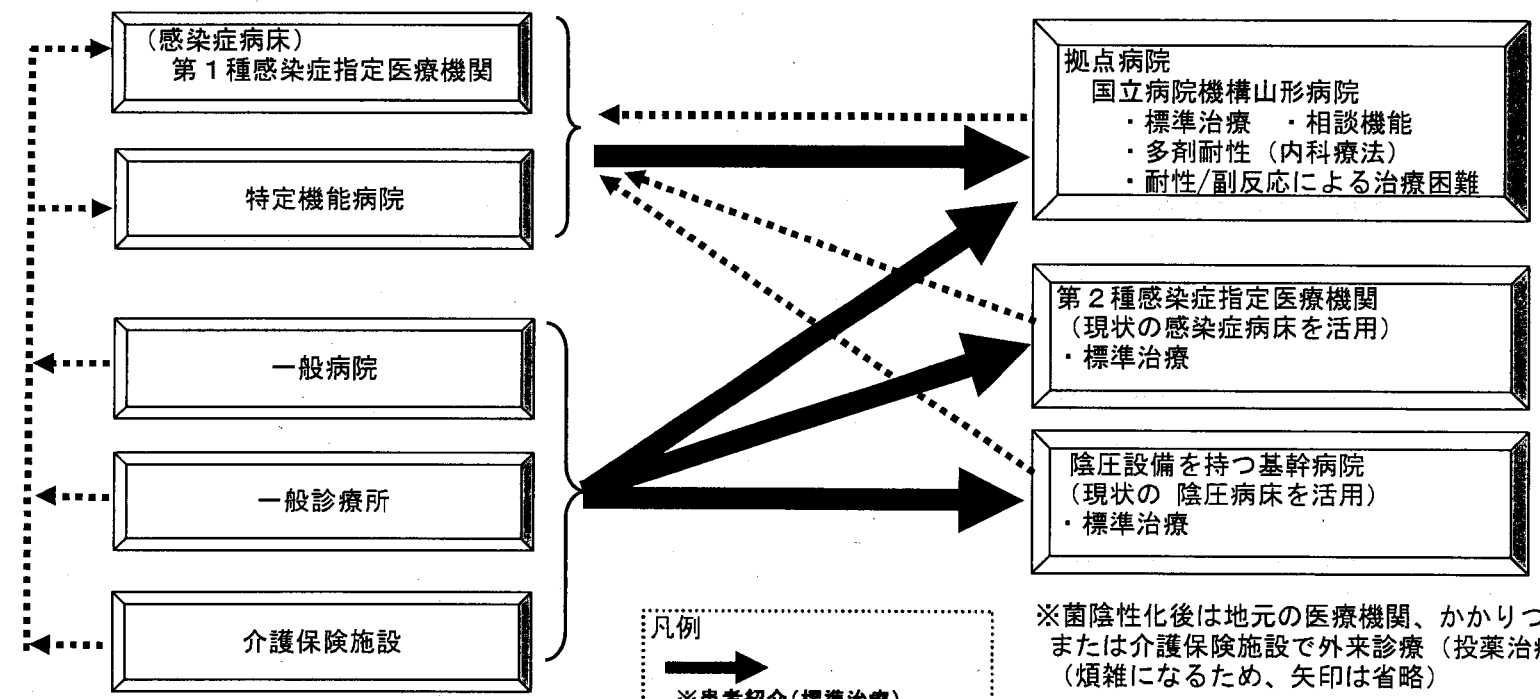 (感染症病床)
第1種感染症指定医療機関
特定機能病院
一般病院
一般診療所
介護保険施設
拠点病院
国立病院機構山形病院
・標準治療 ・相談機能
・多剤耐性(内科療法)
・耐性/副反応による治療困難
第2種感染症指定医療機関
(現状の感染症病床を活用)
・標準治療
陰圧設備を持つ基幹病院
(現状の 陰圧病床を活用)
・標準治療
凡例
※患者紹介(標準治療)
※菌陰性化後は地元の医療機関、かかりつ
または介護保険施設で外来診療(投薬治
(煩雑になるため、矢印は省略)